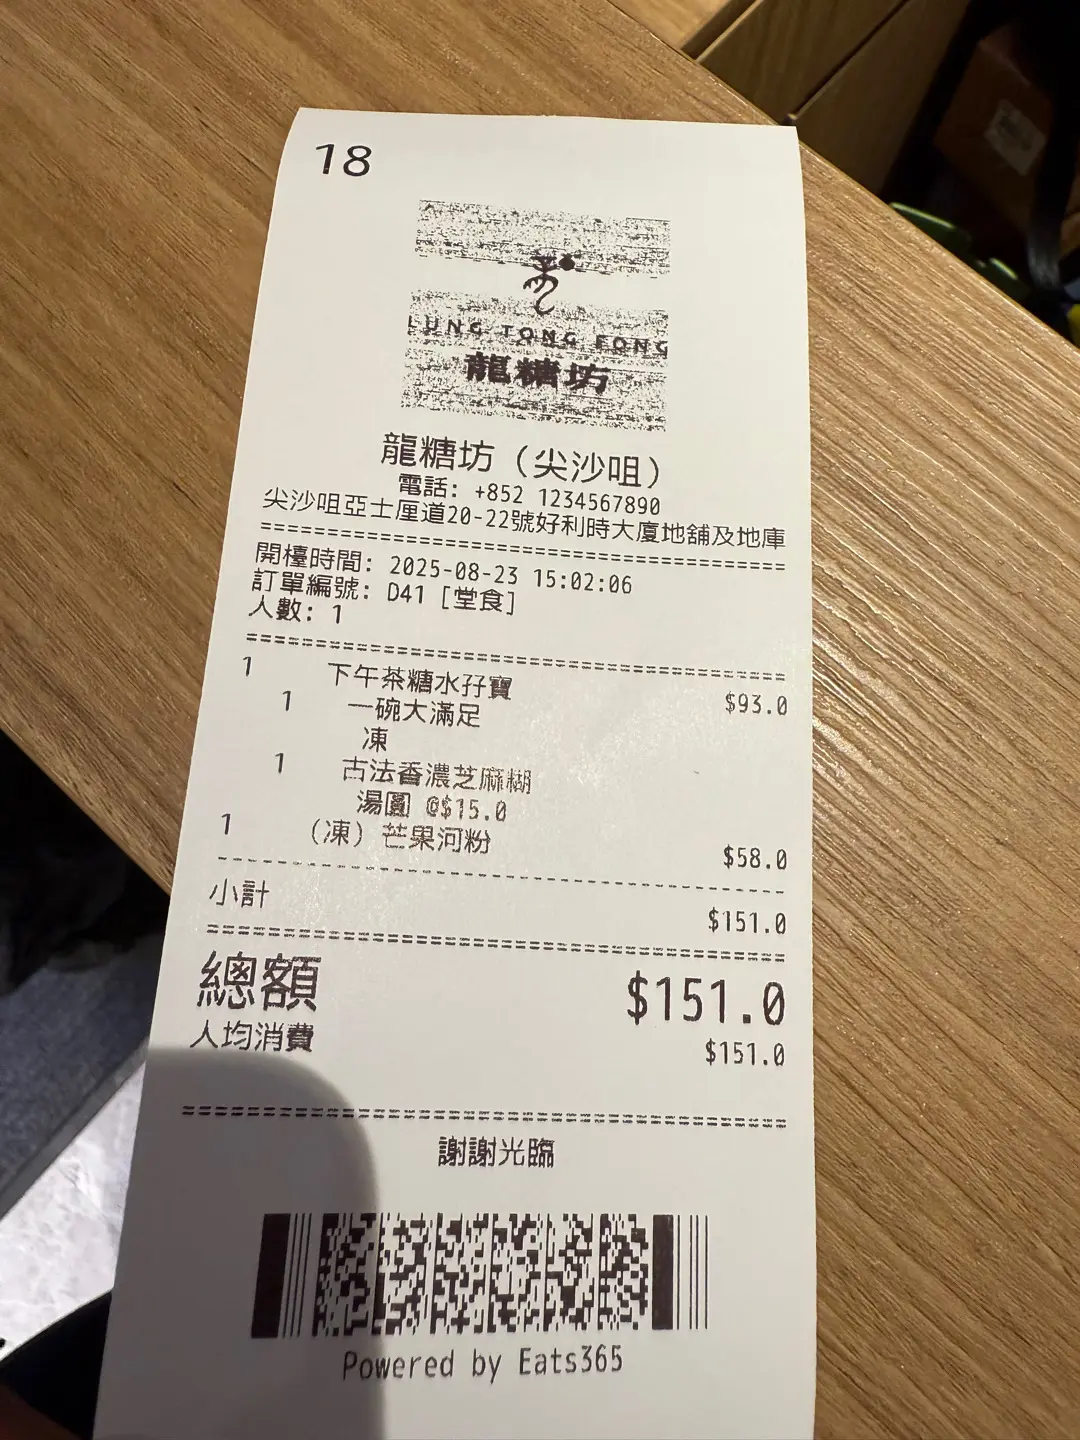 18
LUNG TONG FONG
龍糖坊
龍糖坊（尖沙咀）
電話: +852 1234567890
尖沙咀亞士厘道20-22號好利時大廈地舖及地庫
開檯時間: 2025-08-23 15:02:06
訂單編號: D41 [堂食]
人數: 1
1 下午茶糖水孖寶 $93.0
1 一碗大滿足
凍
1 古法香濃芝麻糊
湯圓 @$15.0
1 （凍）芒果河粉 $58.0
小計 $151.0
總額 $151.0
人均消費 $151.0
謝謝光臨
Powered by Eats365